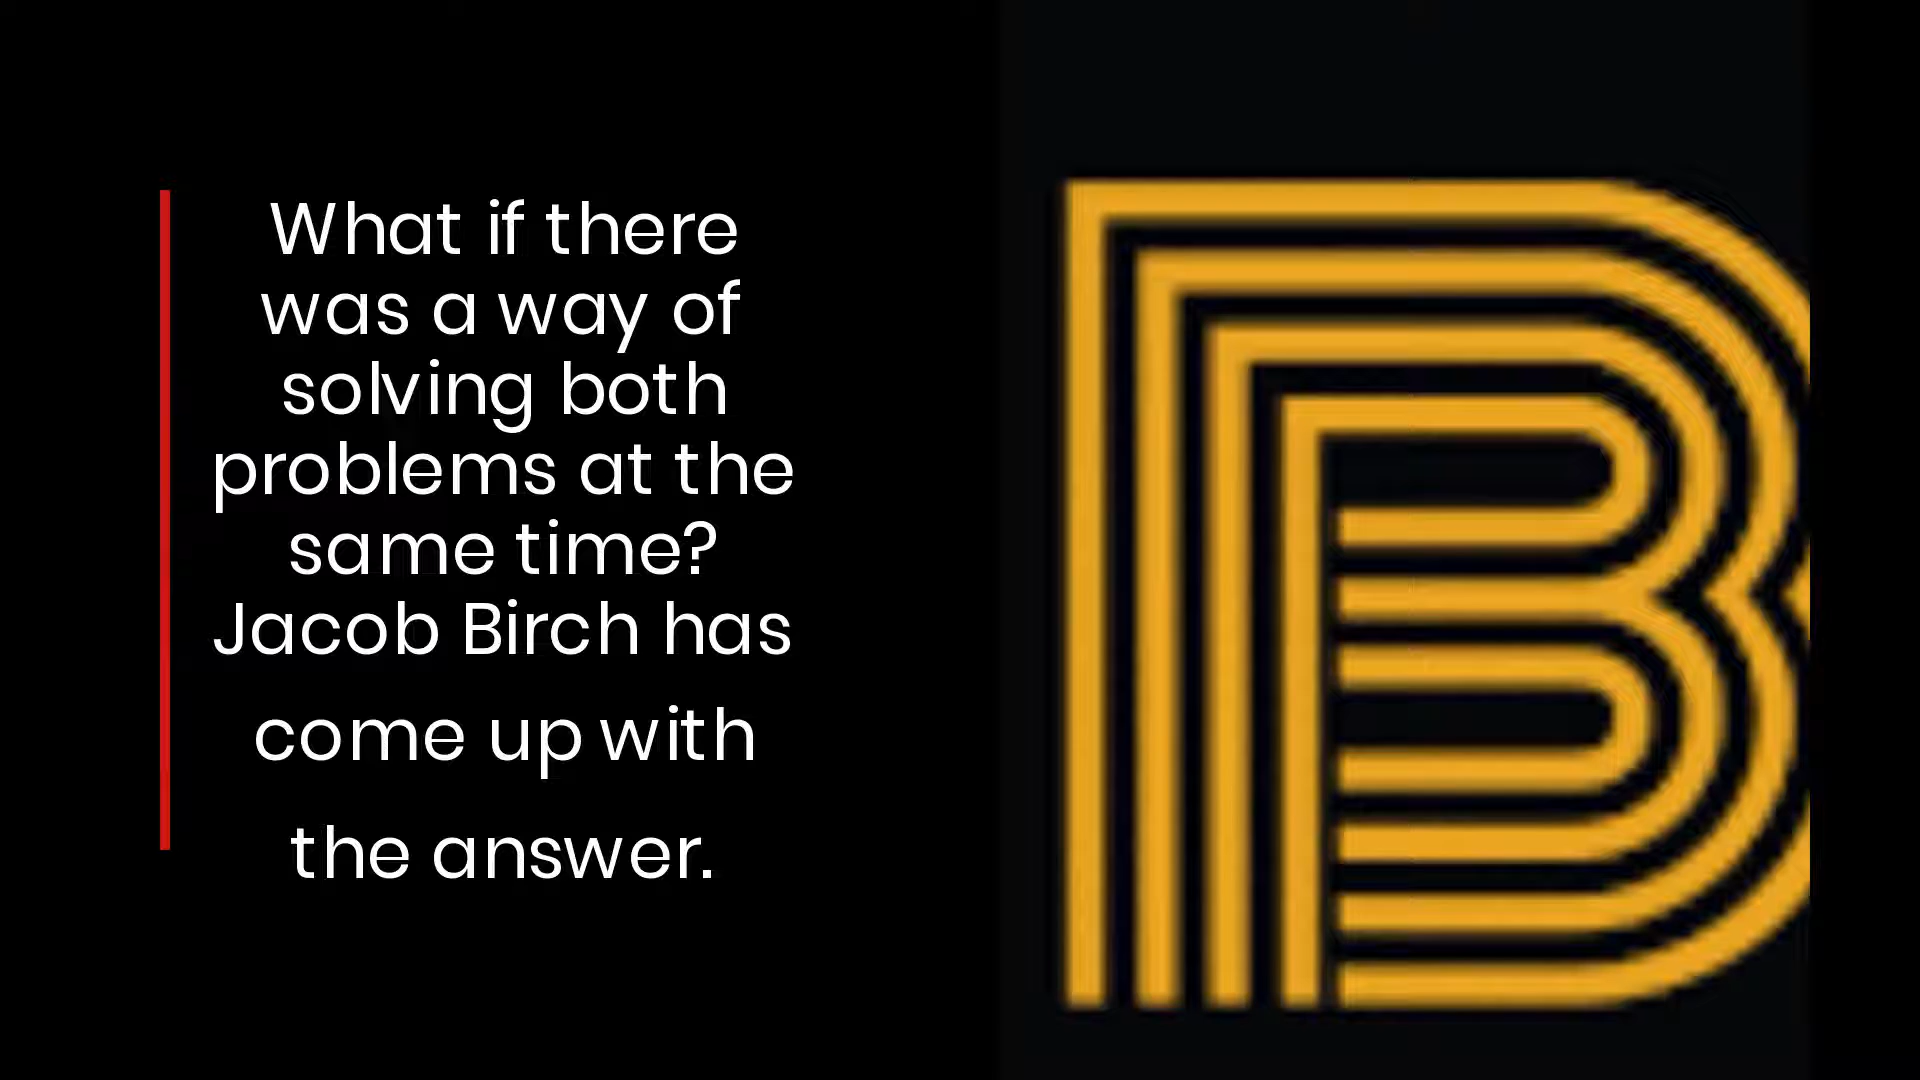 What if there
was a way of
solving both
problems at the
same time?
Jacob Birch has
come up with
the answer.
B